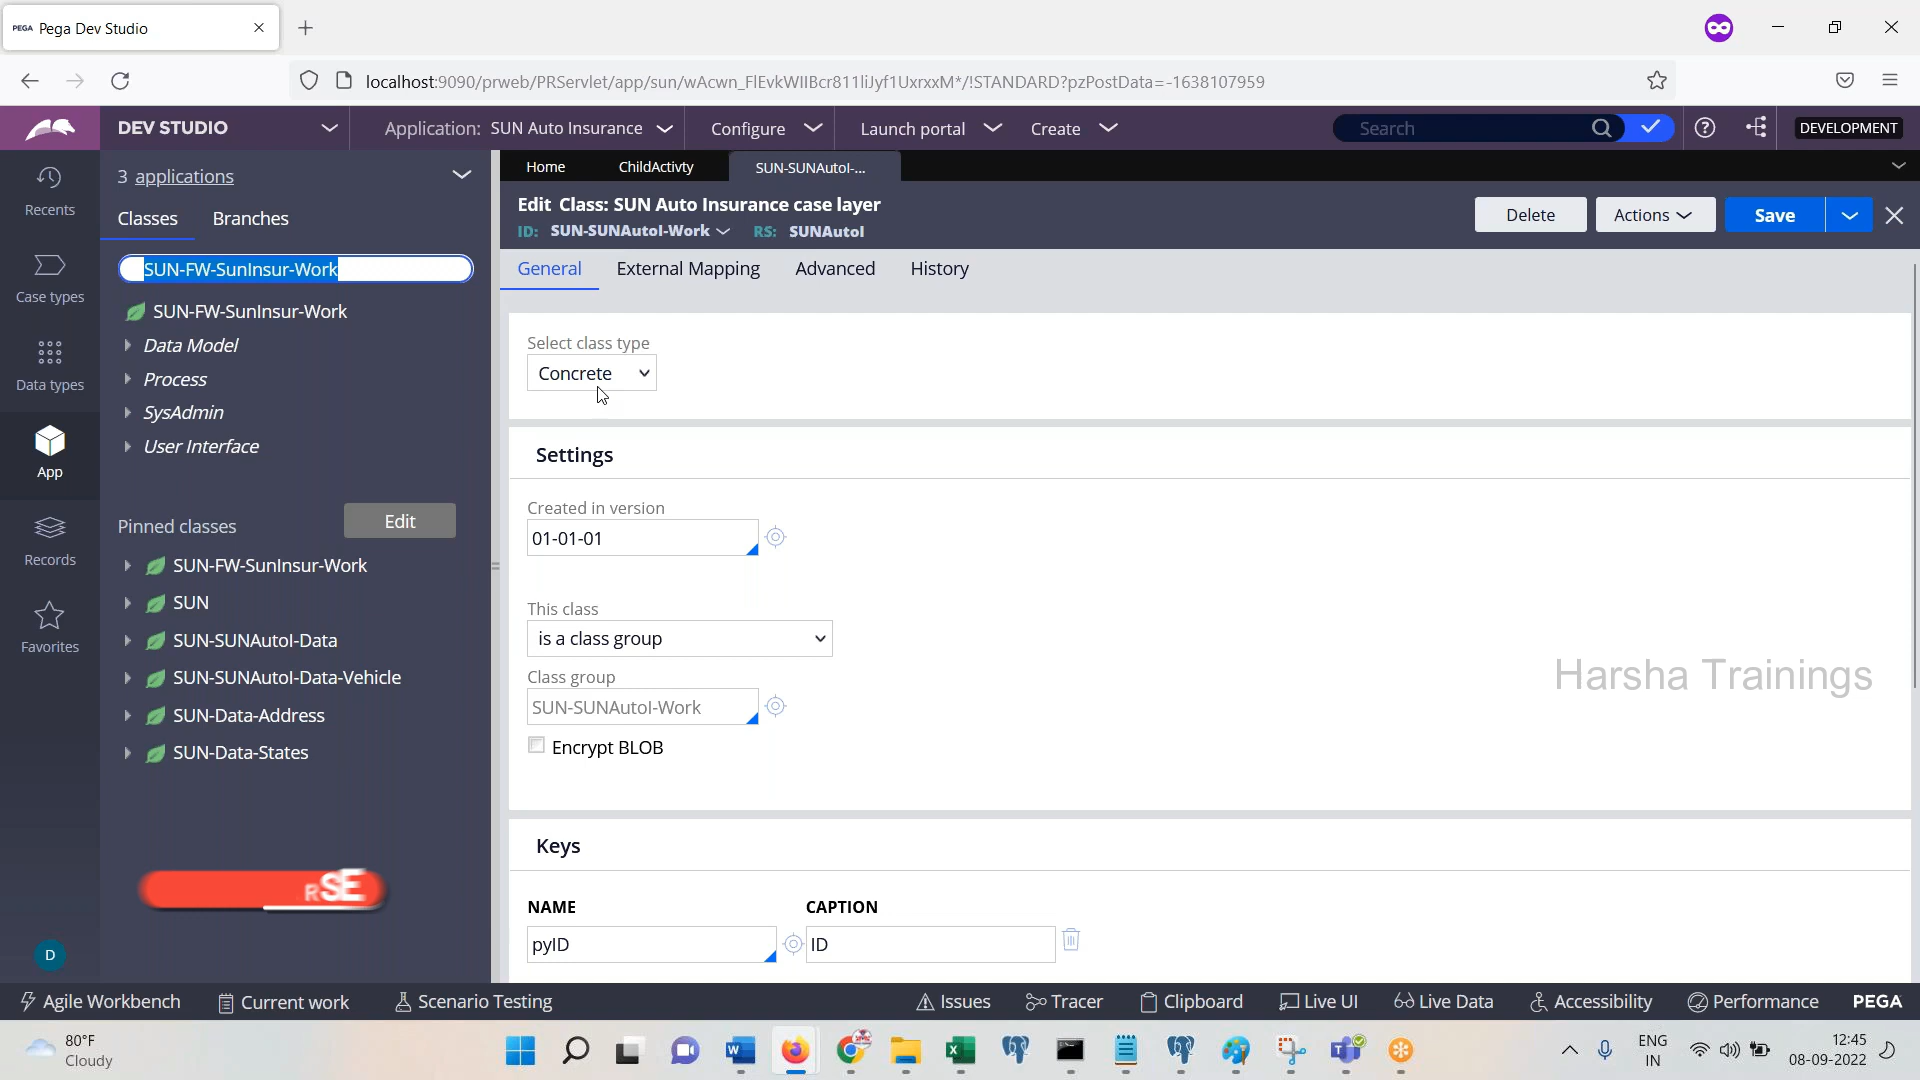 PEGA Pega Dev Studio
localhost:9090/prweb/PRServlet/app/sun/wAcwn_FlEvkWIIBcr811liJyf1UxrxxM*/!STANDARD?pzPostData=-1638107959
DEV STUDIO
Application: SUN Auto Insurance
Configure
Launch portal
Create
Search
DEVELOPMENT
Recents
Case types
Data types
App
Records
Favorites
D
3 applications
Classes
Branches
SUN-FW-SunInsur-Work
SUN-FW-SunInsur-Work
Data Model
Process
SysAdmin
User Interface
Pinned classes
Edit
SUN-FW-SunInsur-Work
SUN
SUN-SUNAutoI-Data
SUN-SUNAutoI-Data-Vehicle
SUN-Data-Address
SUN-Data-States
RSE
Home
ChildActivty
SUN-SUNAutoI-...
Edit Class: SUN Auto Insurance case layer
ID: SUN-SUNAutoI-Work RS: SUNAutoI
Delete
Actions
Save
General
External Mapping
Advanced
History
Select class type
Concrete
Settings
Created in version
01-01-01
This class
is a class group
Class group
SUN-SUNAutoI-Work
Encrypt BLOB
Harsha Trainings
Keys
NAME
CAPTION
pyID
ID
Agile Workbench
Current work
Scenario Testing
Issues
Tracer
Clipboard
Live UI
Live Data
Accessibility
Performance
PEGA
80°F
Cloudy
ENG
IN
12:45
08-09-2022